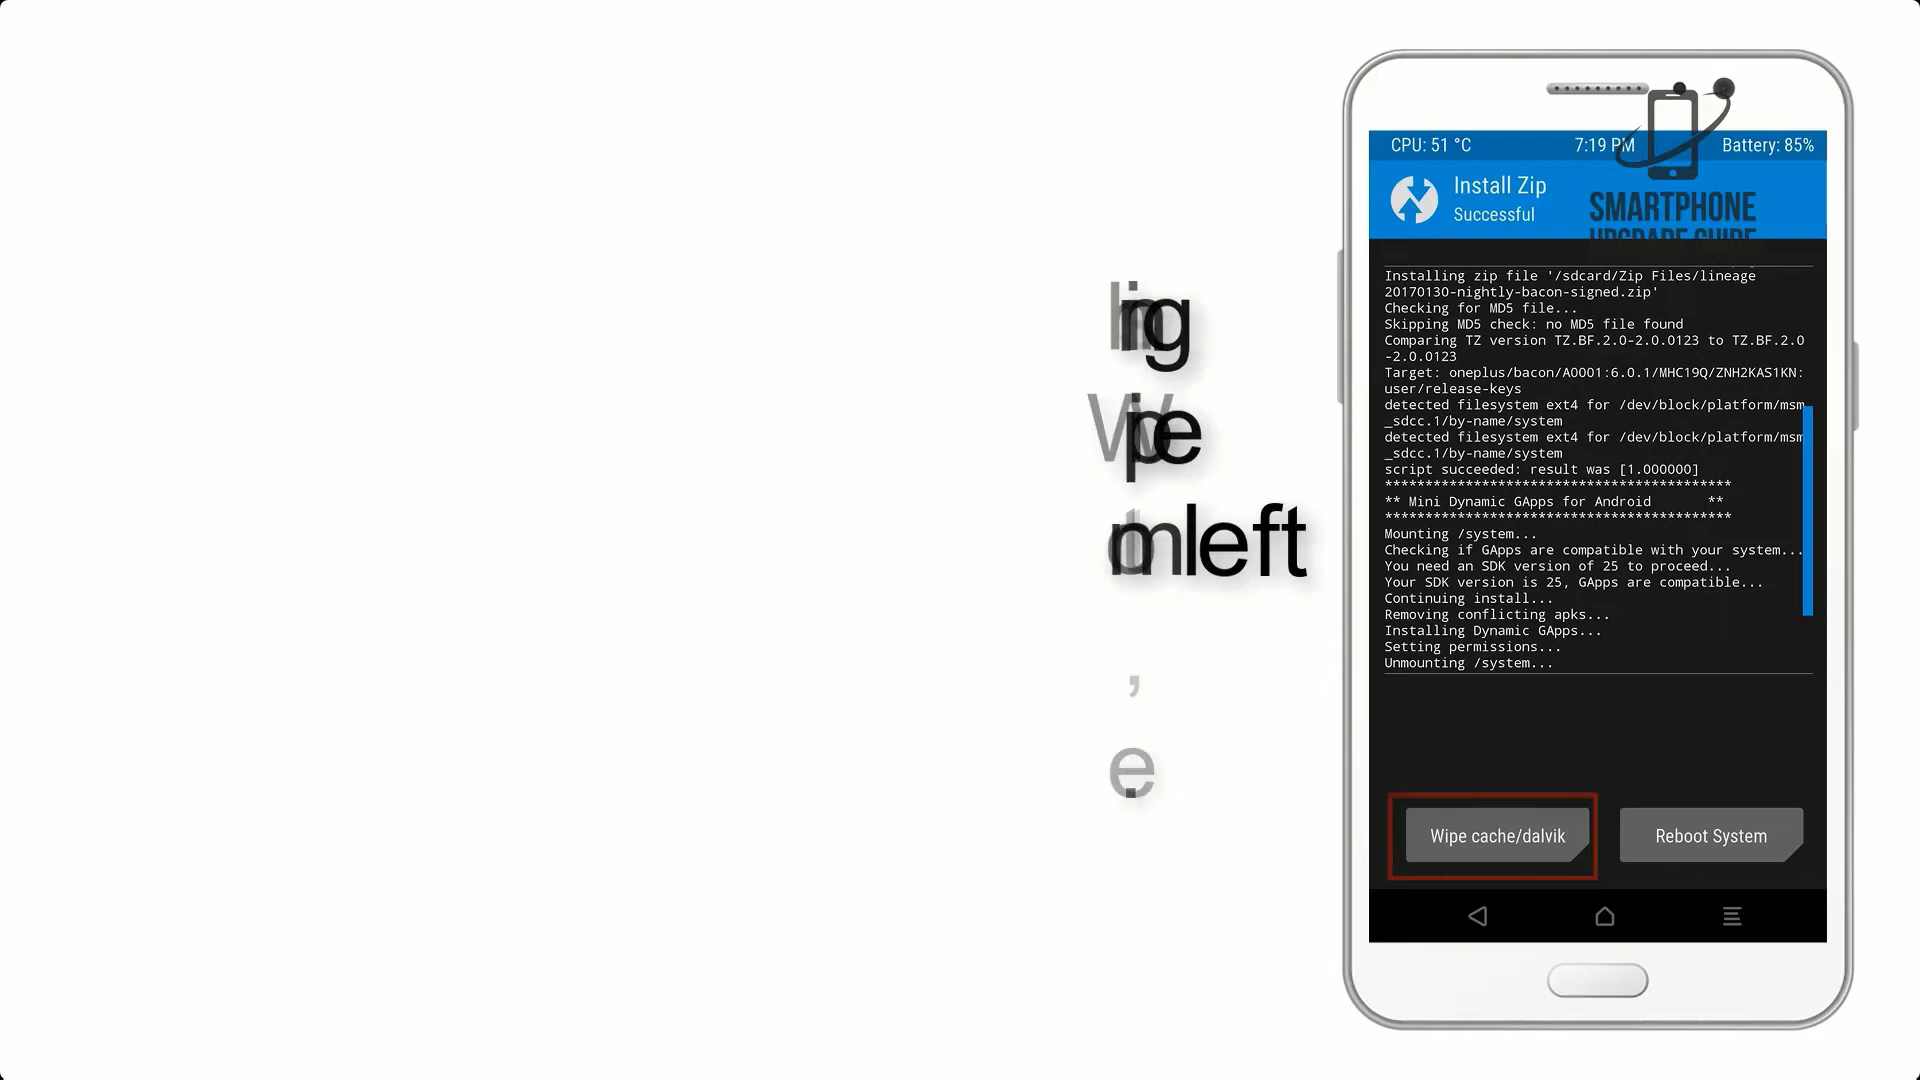 CPU: 51 °C 7:19 PM Battery: 85%
Install Zip
Successful
SMARTPHONE
UPGRADE GUIDE
Installing zip file '/sdcard/Zip Files/lineage
20170130-nightly-bacon-signed.zip'
Checking for MD5 file...
Skipping MD5 check: no MD5 file found
Comparing TZ version TZ.BF.2.0-2.0.0123 to TZ.BF.2.0
-2.0.0123
Target: oneplus/bacon/A0001:6.0.1/MHC19Q/ZNH2KAS1KN:
user/release-keys
detected filesystem ext4 for /dev/block/platform/msm
_sdcc.1/by-name/system
detected filesystem ext4 for /dev/block/platform/msm
_sdcc.1/by-name/system
script succeeded: result was [1.000000]
*******************************************
** Mini Dynamic GApps for Android **
*******************************************
Mounting /system...
Checking if GApps are compatible with your system...
You need an SDK version of 25 to proceed...
Your SDK version is 25, GApps are compatible...
Continuing install...
Removing conflicting apks...
Installing Dynamic GApps...
Setting permissions...
Unmounting /system...
Wipe cache/dalvik
Reboot System
left